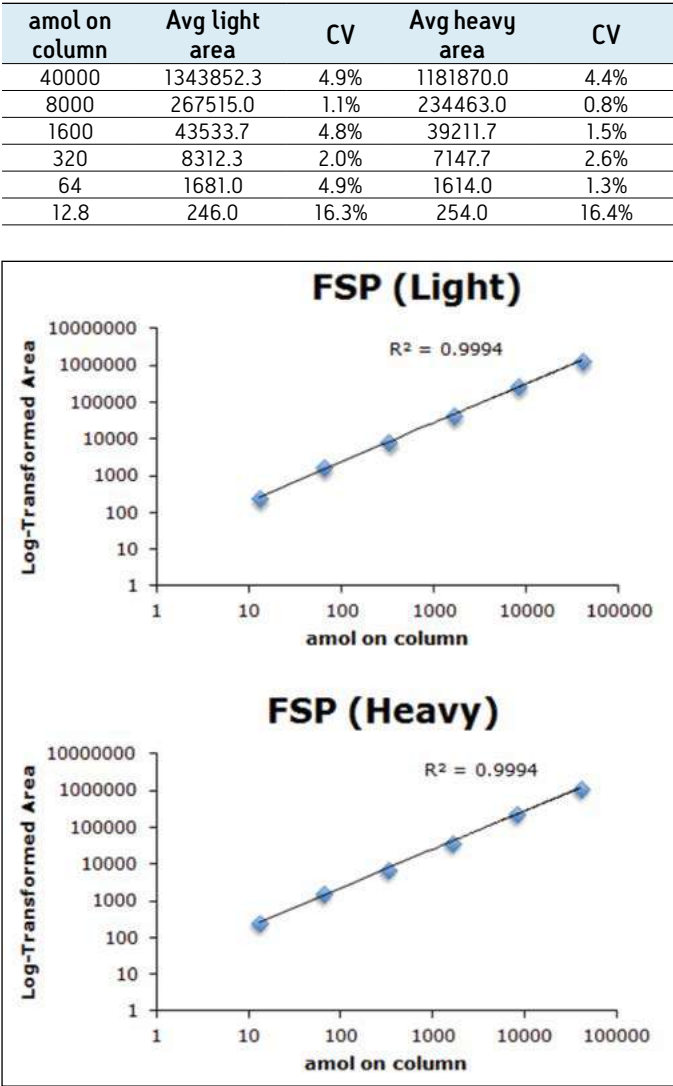 amol on column Avg light area CV Avg heavy area CV
40000 1343852.3 4.9% 1181870.0 4.4%
8000 267515.0 1.1% 234463.0 0.8%
1600 43533.7 4.8% 39211.7 1.5%
320 8312.3 2.0% 7147.7 2.6%
64 1681.0 4.9% 1614.0 1.3%
12.8 246.0 16.3% 254.0 16.4%
FSP (Light)
Log-Transformed Area
10000000
1000000
100000
10000
1000
100
10
1
R² = 0.9994
1 10 100 1000 10000 100000
amol on column
FSP (Heavy)
Log-Transformed Area
10000000
1000000
100000
10000
1000
100
10
1
R² = 0.9994
1 10 100 1000 10000 100000
amol on column